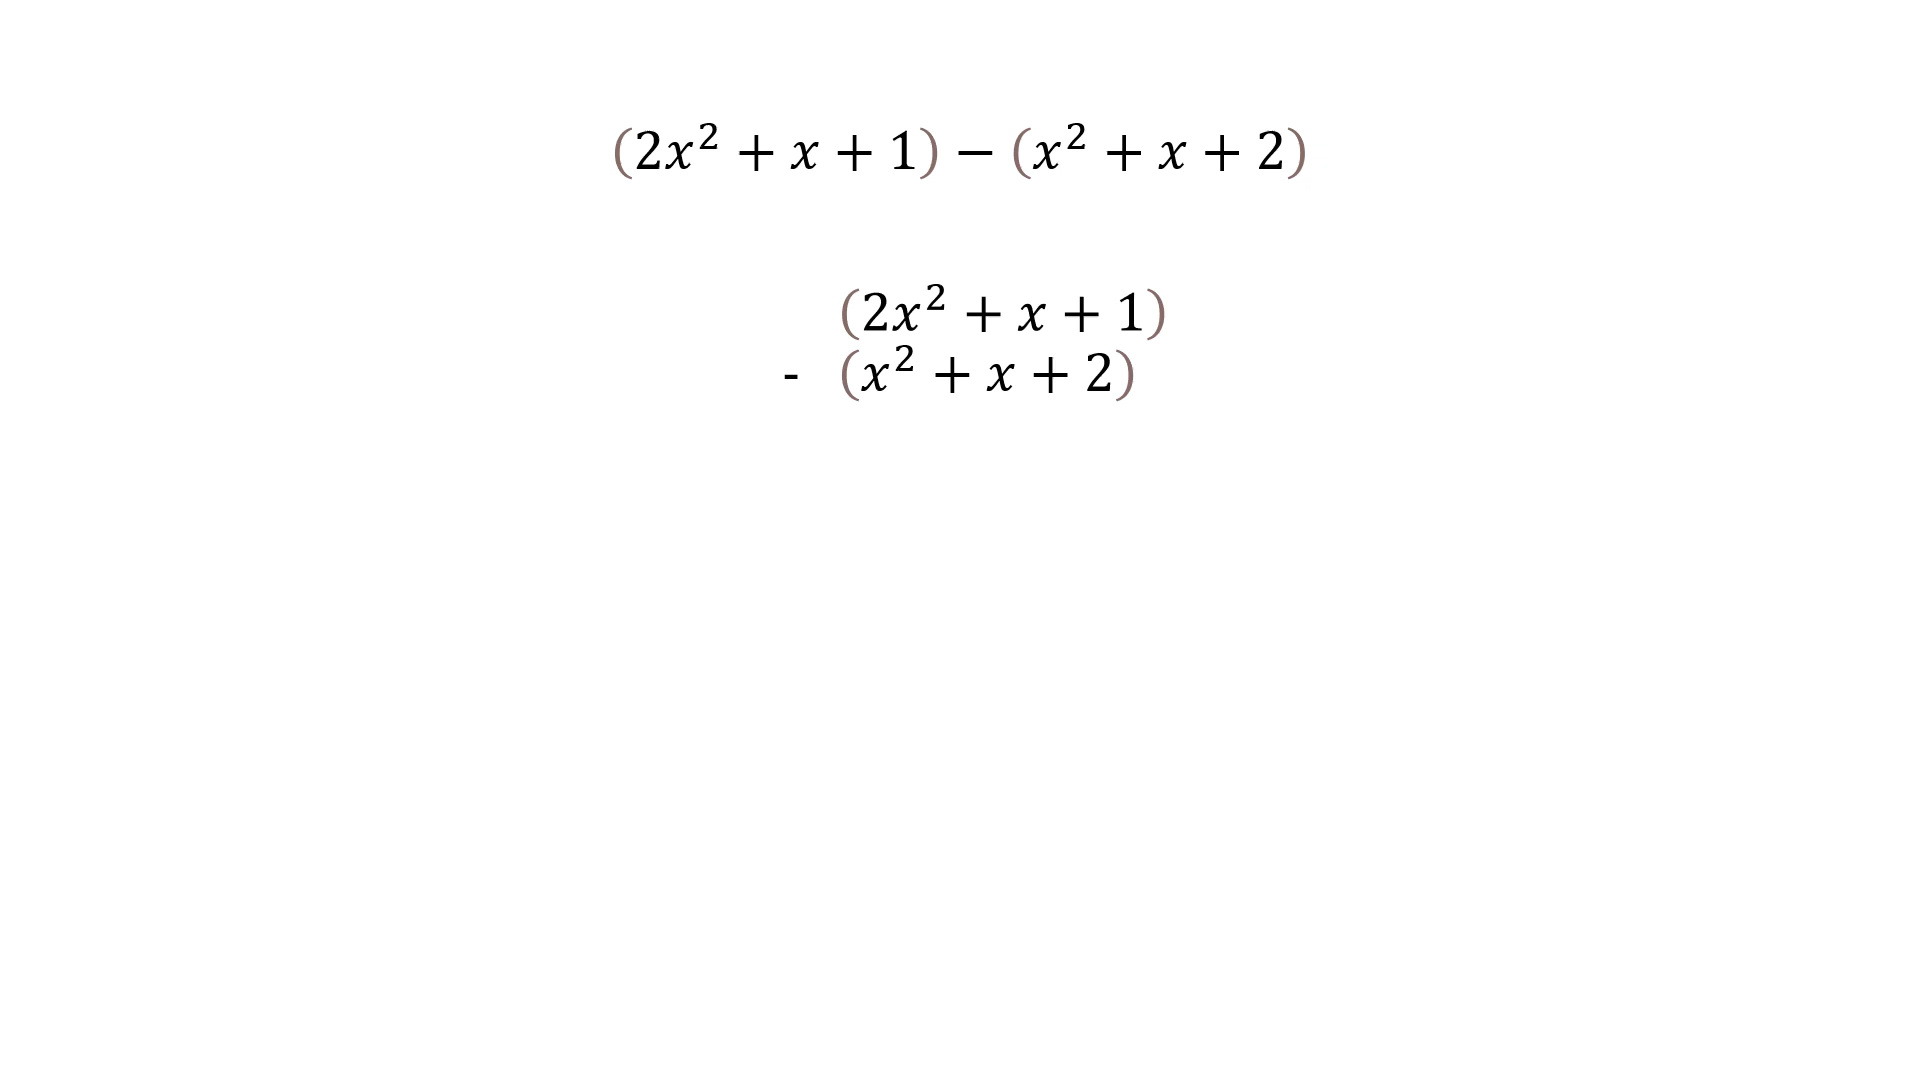 (2x² + x + 1) − (x² + x + 2)
(2x² + x + 1)
- (x² + x + 2)